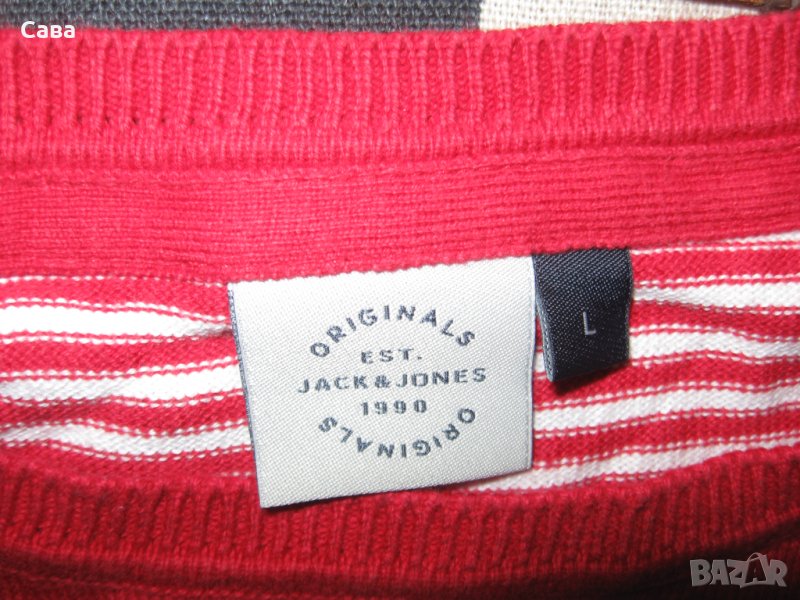 Сава
ORIGINALS
EST.
JACK & JONES
1990
ORIGINALS
L
BAZAR